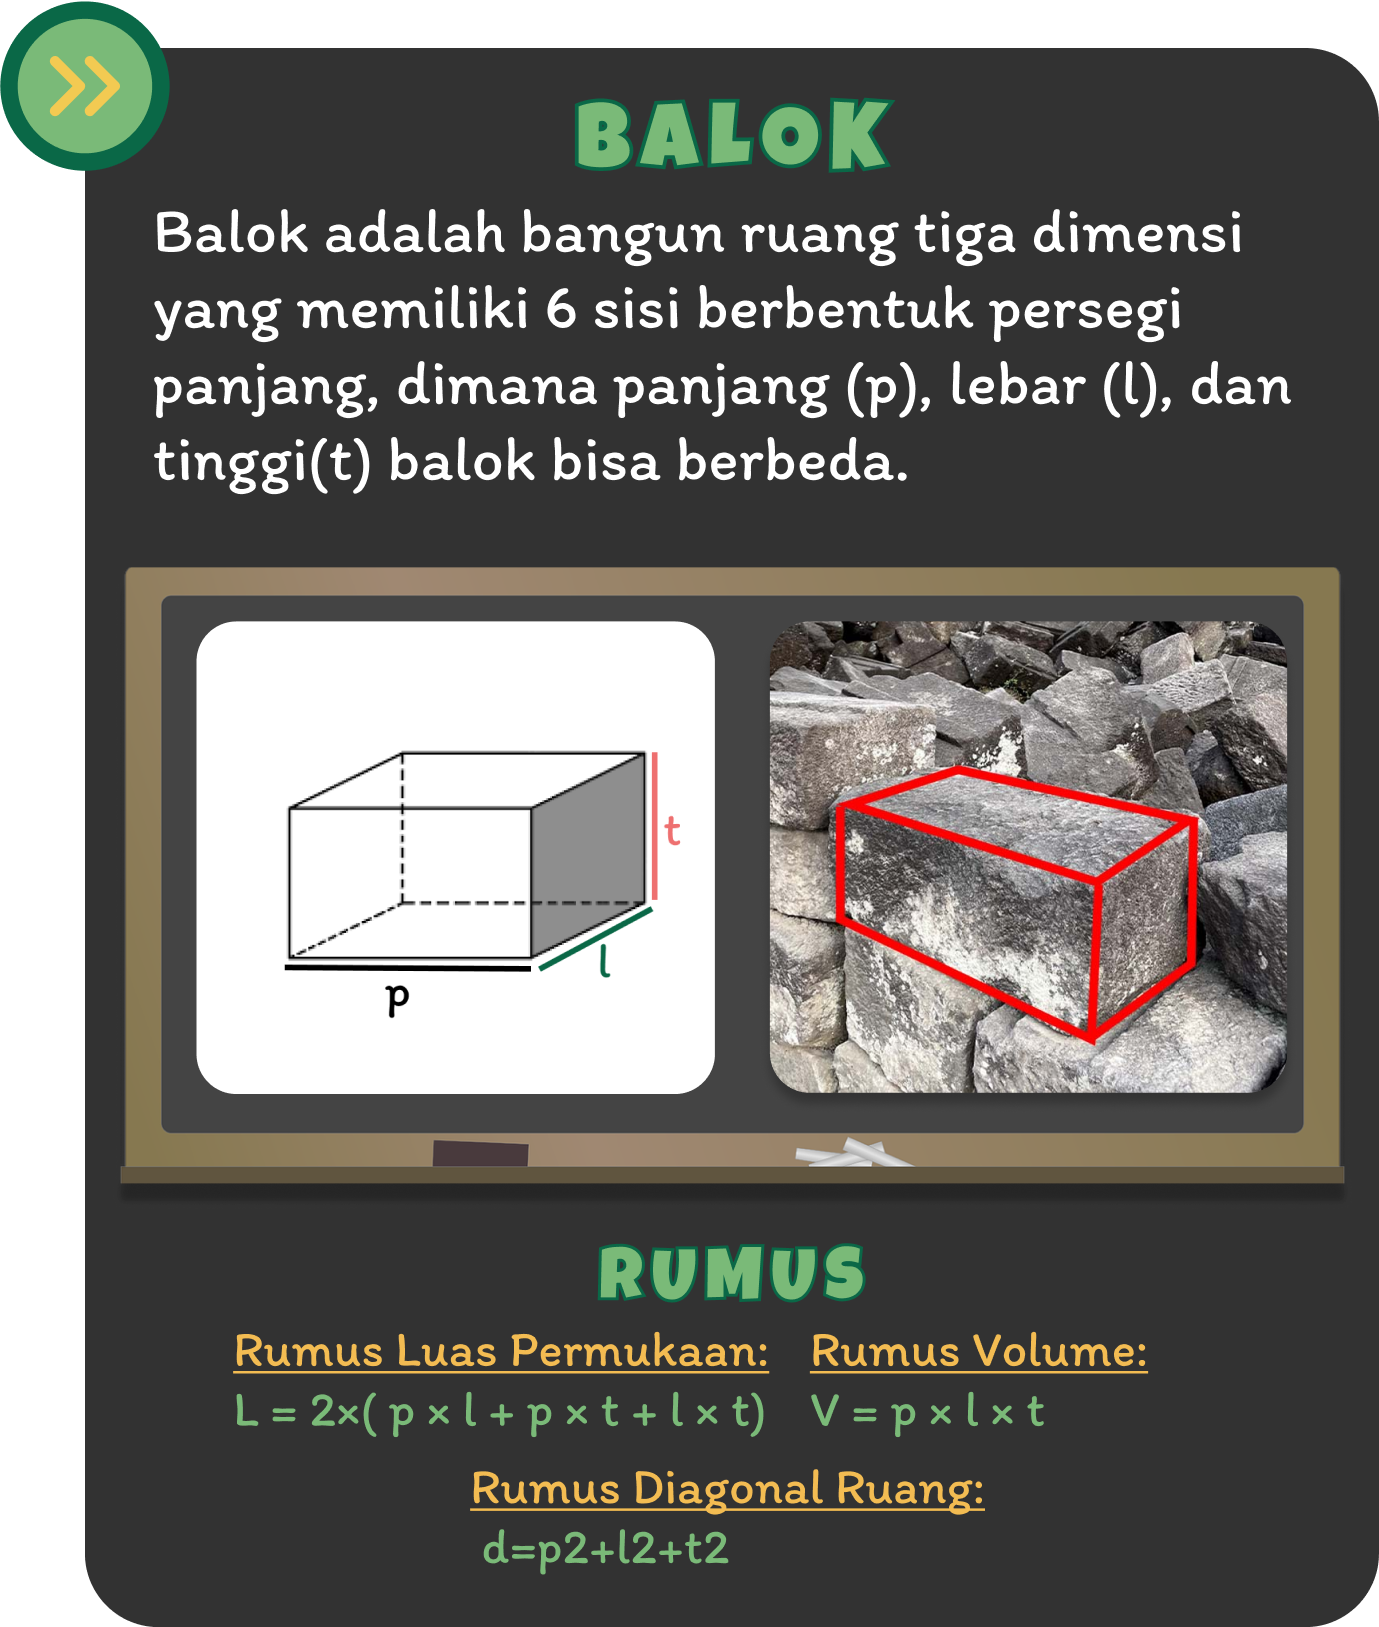 BALOK
Balok adalah bangun ruang tiga dimensi
yang memiliki 6 sisi berbentuk persegi
panjang, dimana panjang (p), lebar (l), dan
tinggi(t) balok bisa berbeda.
t
l
p
RUMUS
Rumus Luas Permukaan:
L = 2×( p × l + p × t + l × t)
Rumus Volume:
V = p × l × t
Rumus Diagonal Ruang:
d=p2+l2+t2